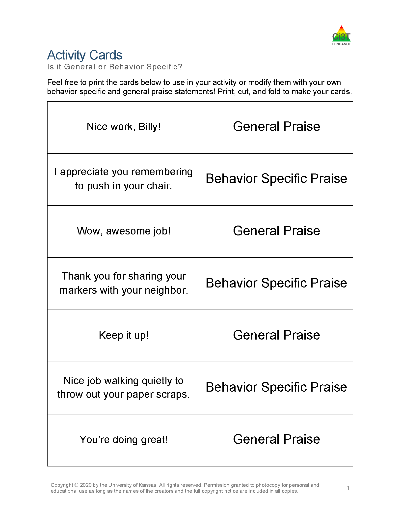 Activity Cards
Is it General or Behavior Specific?
Feel free to print the cards below to use in your activity or modify them with your own
behavior specific and general praise statements! Print, cut, and fold to make your cards.
Nice work, Billy!
General Praise
I appreciate you remembering
to push in your chair.
Behavior Specific Praise
Wow, awesome job!
General Praise
Thank you for sharing your
markers with your neighbor.
Behavior Specific Praise
Keep it up!
General Praise
Nice job walking quietly to
throw out your paper scraps.
Behavior Specific Praise
You're doing great!
General Praise
Copyright © 2020 by the University of Kansas. All rights reserved. Permission granted to photocopy for personal and
educational use as long as the names of the creators and the full copyright notice are included in all copies.
1